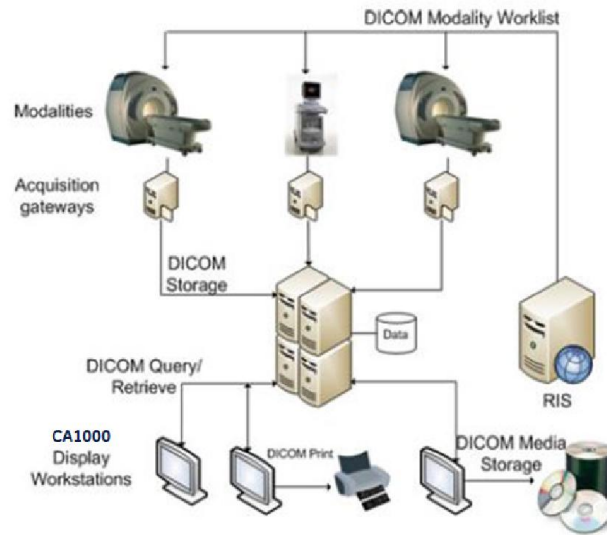 DICOM Modality Worklist
Modalities
Acquisition
gateways
DICOM
Storage
Data
DICOM Query/
Retrieve
RIS
CA1000
Display
Workstations
DICOM Print
DICOM Media
Storage